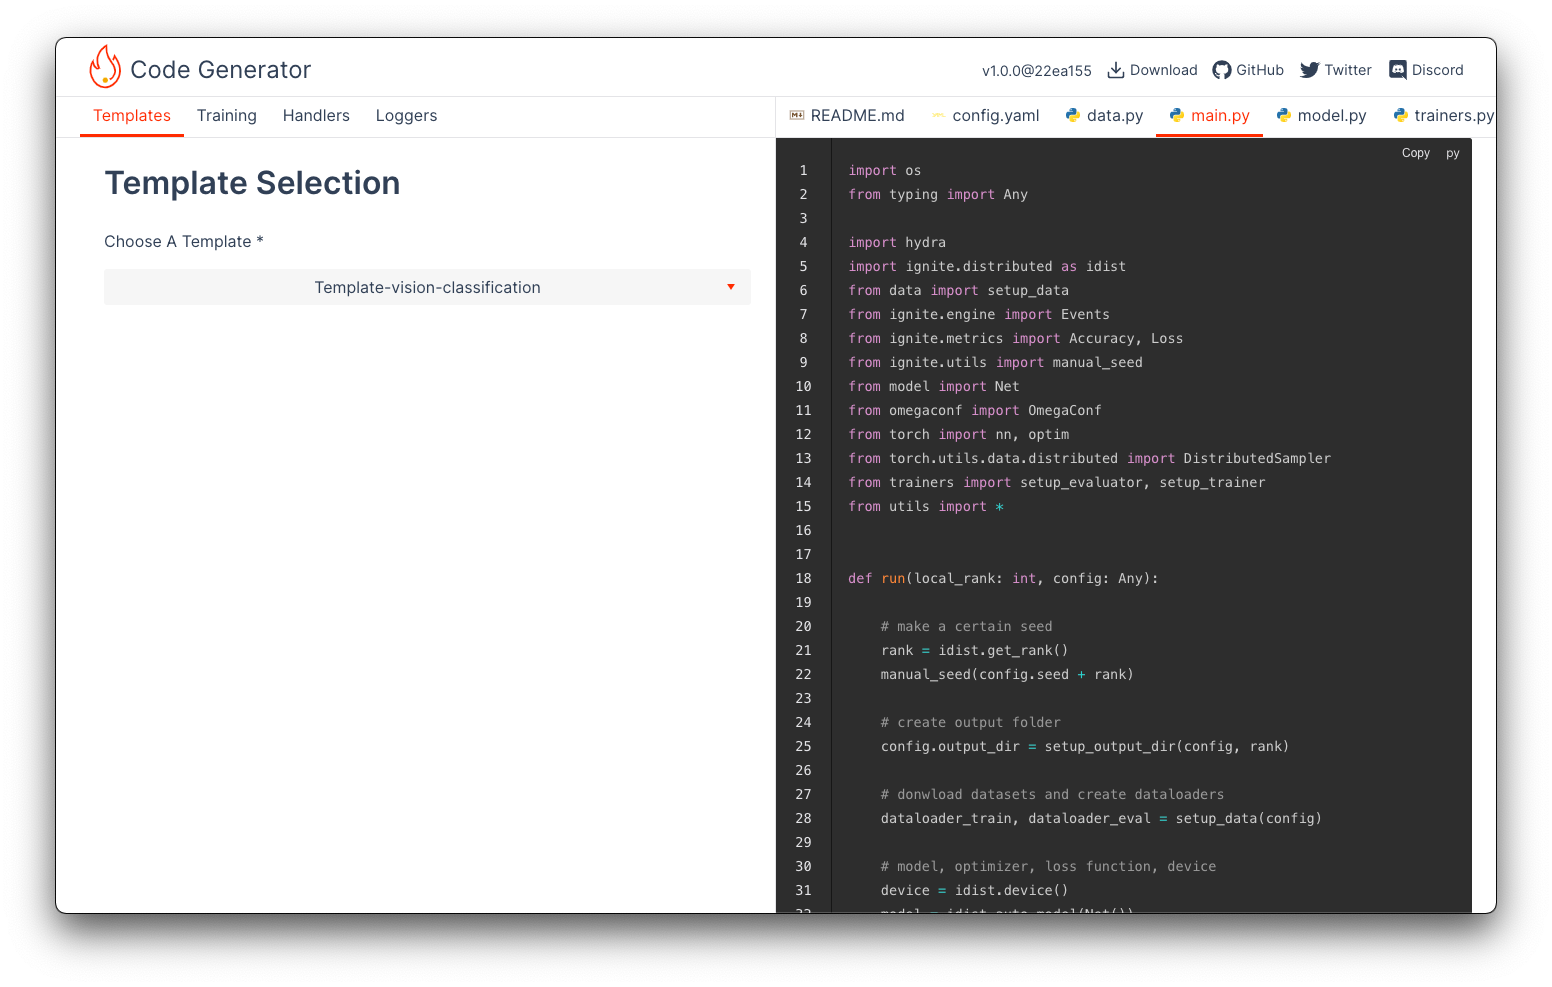 Code Generator
v1.0.0@22ea155 Download GitHub Twitter Discord
Templates Training Handlers Loggers
README.md config.yaml data.py main.py model.py trainers.py
Template Selection
Choose A Template *
Template-vision-classification
Copy py
1 import os
2 from typing import Any
3
4 import hydra
5 import ignite.distributed as idist
6 from data import setup_data
7 from ignite.engine import Events
8 from ignite.metrics import Accuracy, Loss
9 from ignite.utils import manual_seed
10 from model import Net
11 from omegaconf import OmegaConf
12 from torch import nn, optim
13 from torch.utils.data.distributed import DistributedSampler
14 from trainers import setup_evaluator, setup_trainer
15 from utils import *
16
17
18 def run(local_rank: int, config: Any):
19
20     # make a certain seed
21     rank = idist.get_rank()
22     manual_seed(config.seed + rank)
23
24     # create output folder
25     config.output_dir = setup_output_dir(config, rank)
26
27     # donwload datasets and create dataloaders
28     dataloader_train, dataloader_eval = setup_data(config)
29
30     # model, optimizer, loss function, device
31     device = idist.device()
32     model = idist.auto_model(Net())